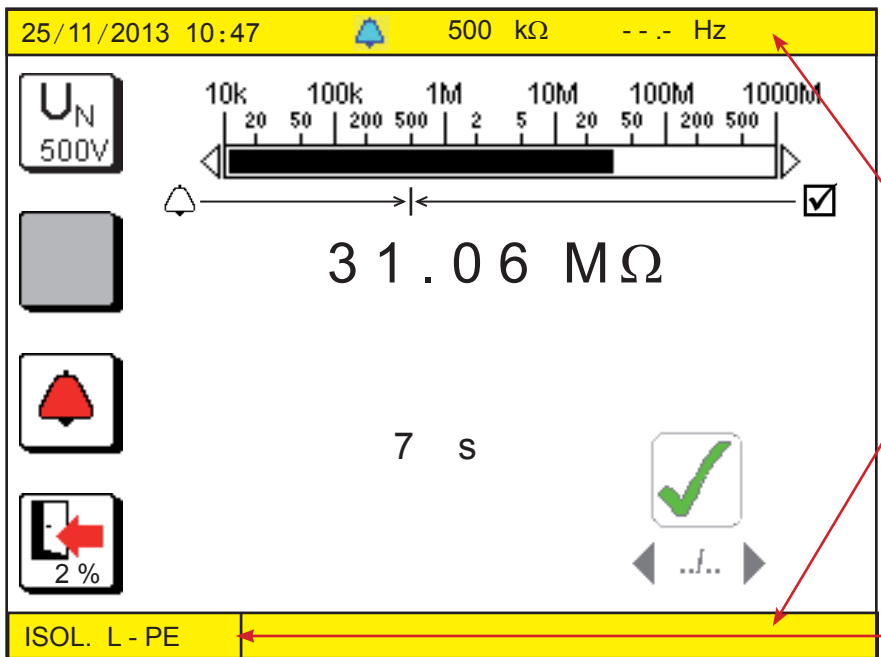 25/11/2013 10:47 500 kΩ - - .- Hz
UN
500V
10k 100k 1M 10M 100M 1000M
20 50 200 500 2 5 20 50 200 500
31.06 MΩ
7 s
2 %
../..
ISOL. L - PE